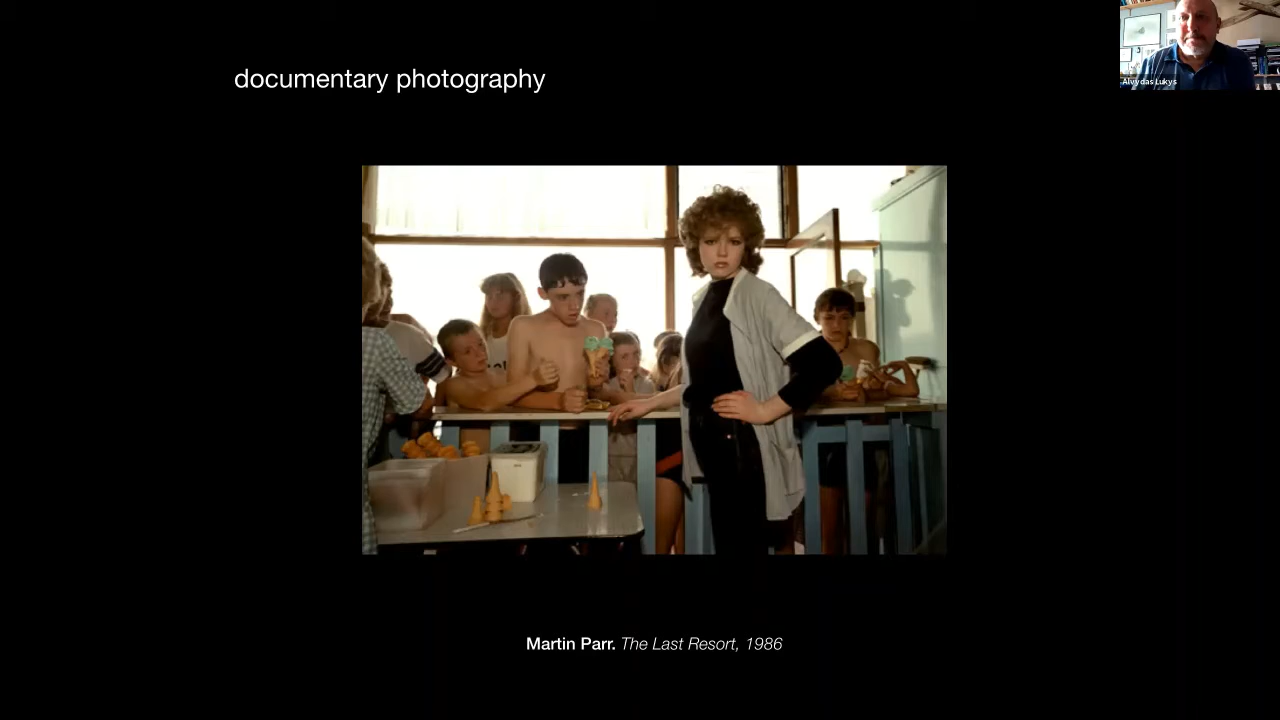 documentary photography
Alvydas Lukys
Martin Parr. The Last Resort, 1986